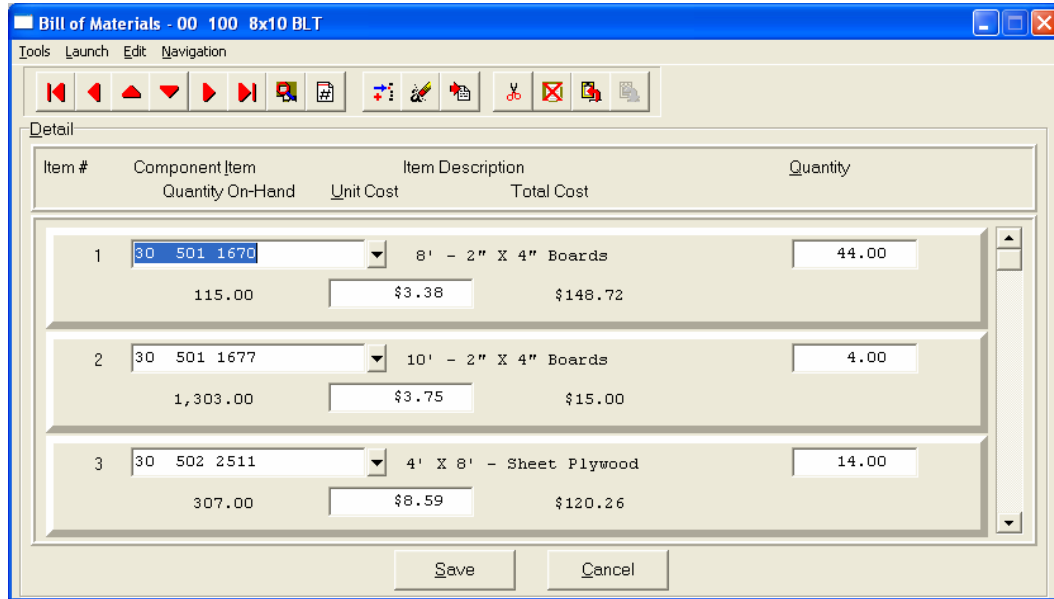 Bill of Materials - 00 100 8x10 BLT
Tools Launch Edit Navigation
Detail
Item # Component Item Item Description Quantity
Quantity On-Hand Unit Cost Total Cost
1 30 501 1670 8' - 2" X 4" Boards 44.00
115.00 $3.38 $148.72
2 30 501 1677 10' - 2" X 4" Boards 4.00
1,303.00 $3.75 $15.00
3 30 502 2511 4' X 8' - Sheet Plywood 14.00
307.00 $8.59 $120.26
Save Cancel